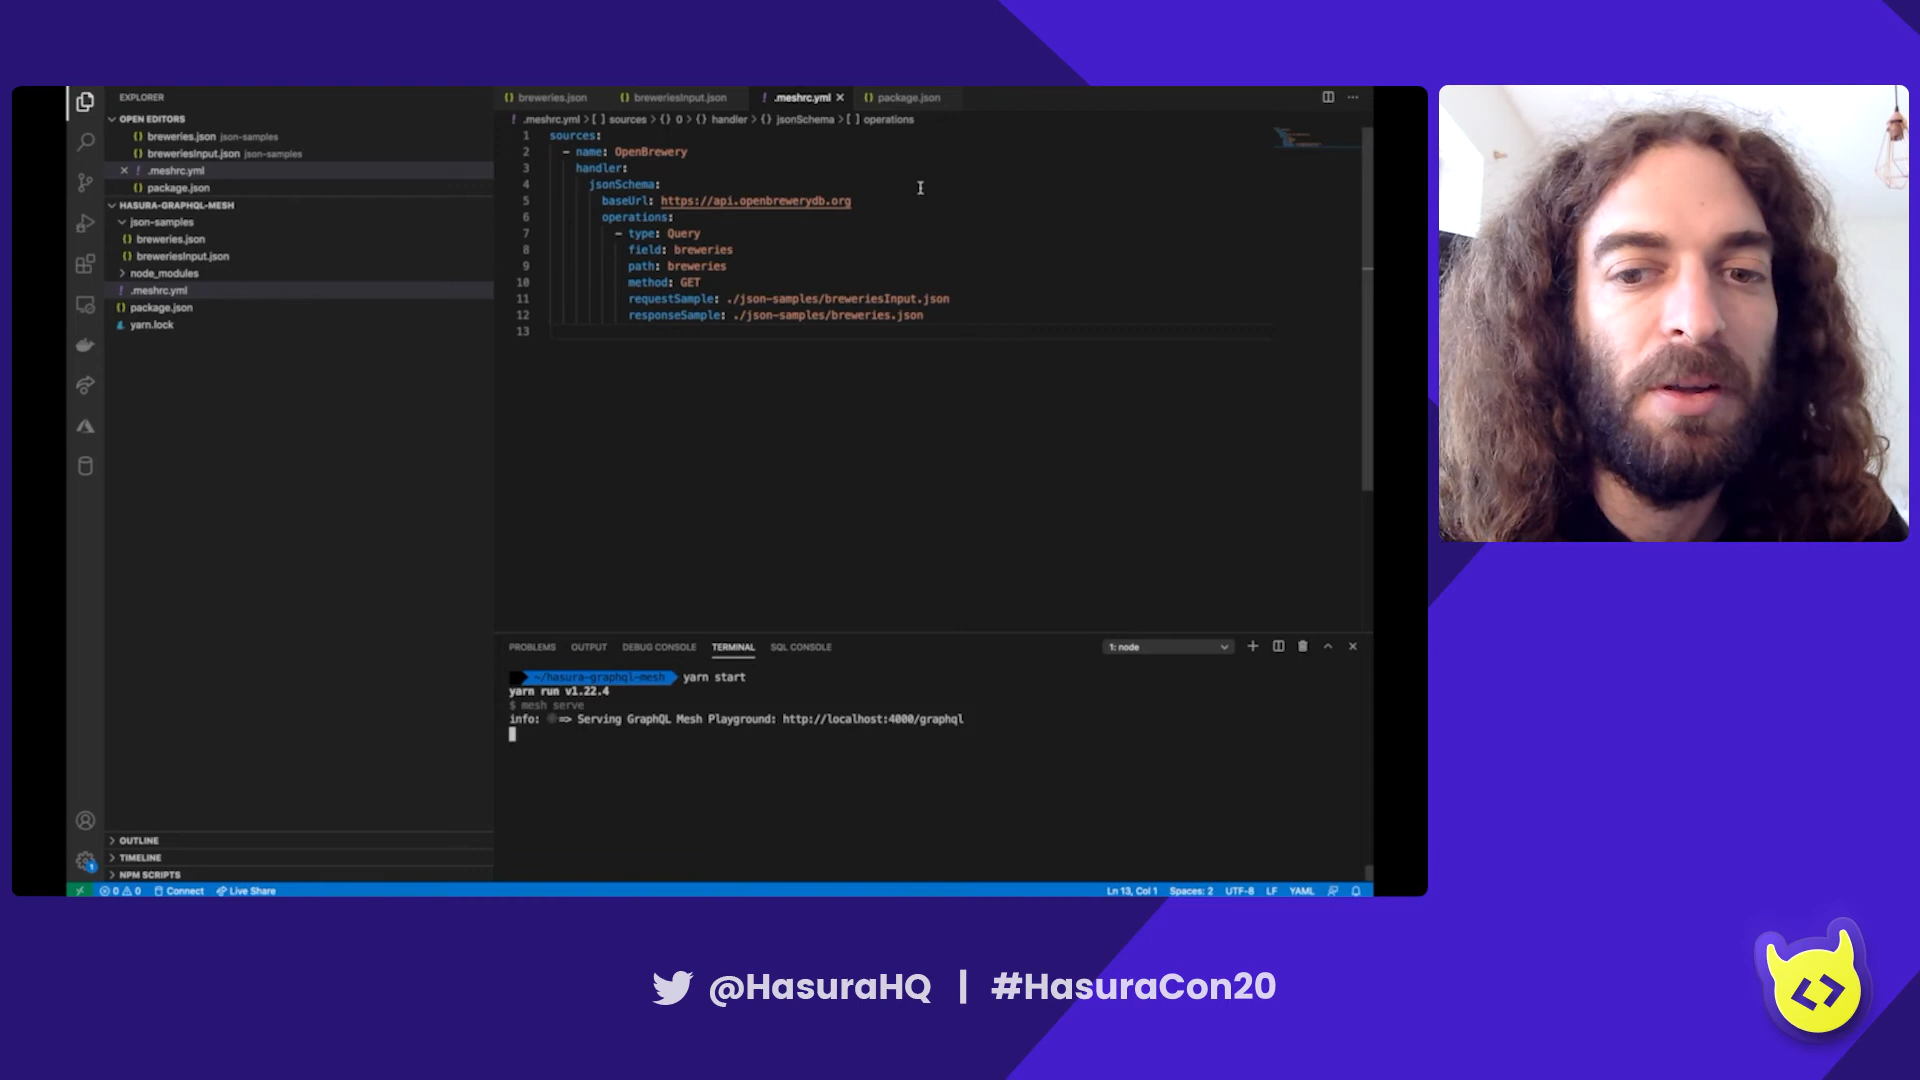 EXPLORER
OPEN EDITORS
breweries.json json-samples
breweriesInput.json json-samples
.meshrc.yml
package.json
HASURA-GRAPHQL-MESH
json-samples
breweries.json
breweriesInput.json
node_modules
.meshrc.yml
package.json
yarn.lock
OUTLINE
TIMELINE
NPM SCRIPTS
breweries.json breweriesInput.json .meshrc.yml package.json
.meshrc.yml > [ ] sources > {} 0 > {} handler > {} jsonSchema > [ ] operations
1 sources:
2 - name: OpenBrewery
3 handler:
4 jsonSchema:
5 baseUrl: https://api.openbrewerydb.org
6 operations:
7 - type: Query
8 field: breweries
9 path: breweries
10 method: GET
11 requestSample: ./json-samples/breweriesInput.json
12 responseSample: ./json-samples/breweries.json
13
PROBLEMS OUTPUT DEBUG CONSOLE TERMINAL SQL CONSOLE 1: node
~/hasura-graphql-mesh yarn start
yarn run v1.22.4
$ mesh serve
info: => Serving GraphQL Mesh Playground: http://localhost:4000/graphql
0 0 Connect Live Share Ln 13, Col 1 Spaces: 2 UTF-8 LF YAML
@HasuraHQ | #HasuraCon20